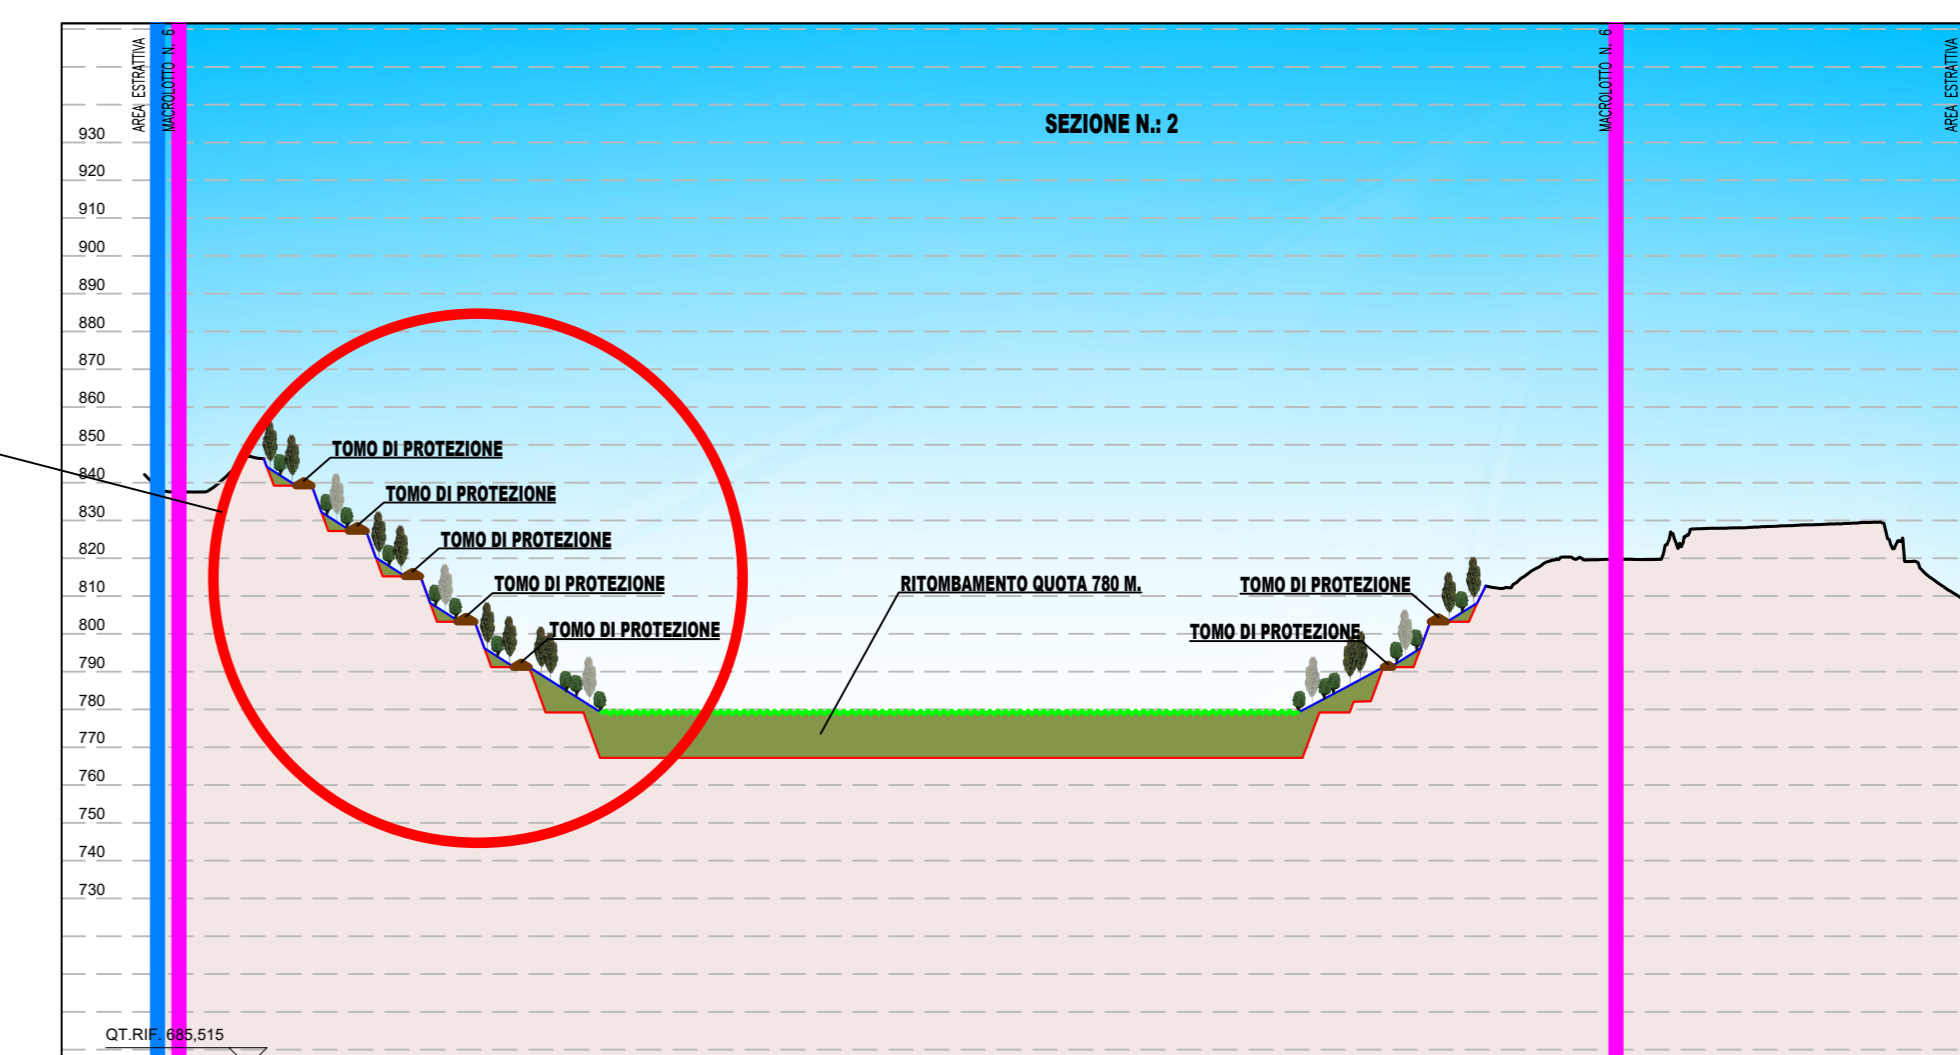 AREA ESTRATTIVA
MACROLOTTO N. 6
MACROLOTTO N. 6
AREA ESTRATTIVA
SEZIONE N.: 2
930
920
910
900
890
880
870
860
850
840
830
820
810
800
790
780
770
760
750
740
730
TOMO DI PROTEZIONE
TOMO DI PROTEZIONE
TOMO DI PROTEZIONE
TOMO DI PROTEZIONE
TOMO DI PROTEZIONE
RITOMBAMENTO QUOTA 780 M.
TOMO DI PROTEZIONE
TOMO DI PROTEZIONE
QT.RIF. 685,515